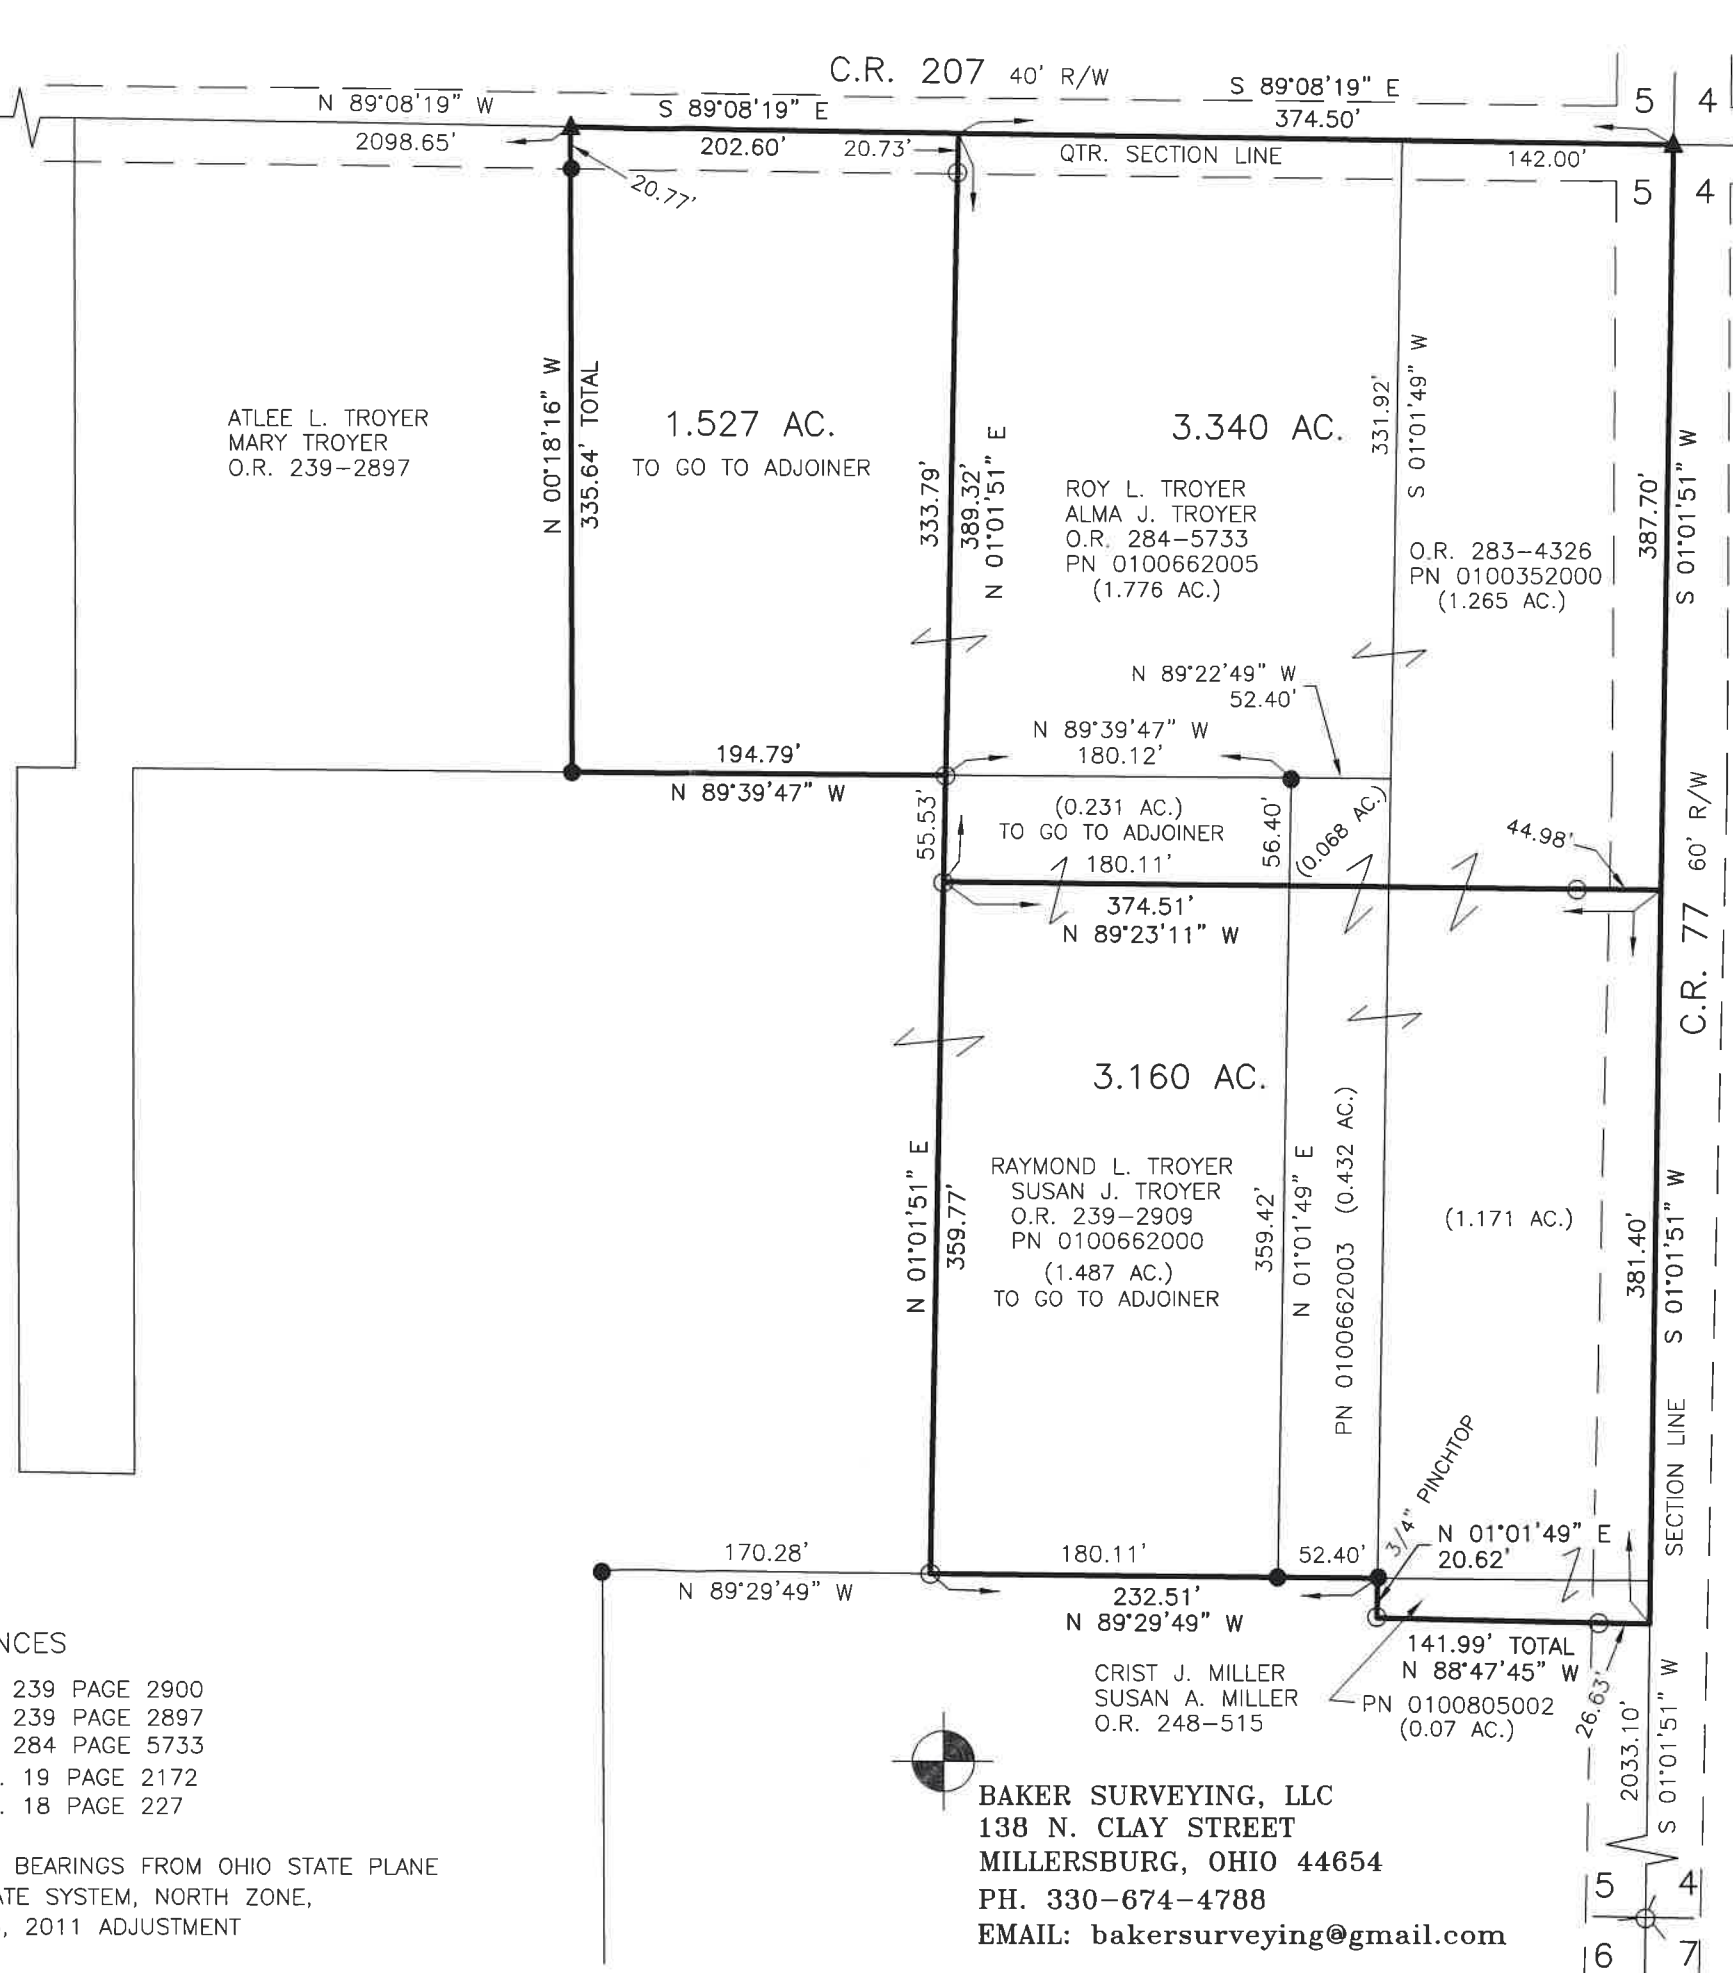 C.R. 207 40' R/W
N 89°08'19" W
2098.65'
S 89°08'19" E
202.60'
20.73'
20.77'
S 89°08'19" E
374.50'
QTR. SECTION LINE
142.00'
5 4
5 4
ATLEE L. TROYER
MARY TROYER
O.R. 239-2897
N 00°18'16" W
335.64' TOTAL
1.527 AC.
TO GO TO ADJOINER
333.79'
389.32'
N 01°01'51" E
3.340 AC.
ROY L. TROYER
ALMA J. TROYER
O.R. 284-5733
PN 0100662005
(1.776 AC.)
331.92'
S 01°01'49" W
O.R. 283-4326
PN 0100352000
(1.265 AC.)
387.70'
S 01°01'51" W
N 89°22'49" W
52.40'
N 89°39'47" W
180.12'
194.79'
N 89°39'47" W
55.53'
(0.231 AC.)
TO GO TO ADJOINER
180.11'
56.40'
(0.068 AC.)
44.98'
60' R/W
C.R. 77
374.51'
N 89°23'11" W
3.160 AC.
N 01°01'51" E
359.77'
RAYMOND L. TROYER
SUSAN J. TROYER
O.R. 239-2909
PN 0100662000
(1.487 AC.)
TO GO TO ADJOINER
359.42'
N 01°01'49" E
PN 0100662003 (0.432 AC.)
(1.171 AC.)
381.40'
SECTION LINE S 01°01'51" W
3/4" PINCHTOP
N 01°01'49" E
20.62'
170.28'
N 89°29'49" W
180.11'
52.40'
232.51'
N 89°29'49" W
141.99' TOTAL
N 88°47'45" W
26.63'
CRIST J. MILLER
SUSAN A. MILLER
O.R. 248-515
PN 0100805002
(0.07 AC.)
2033.10'
S 01°01'51" W
NCES
239 PAGE 2900
239 PAGE 2897
284 PAGE 5733
. 19 PAGE 2172
. 18 PAGE 227
BEARINGS FROM OHIO STATE PLANE
ATE SYSTEM, NORTH ZONE,
, 2011 ADJUSTMENT
BAKER SURVEYING, LLC
138 N. CLAY STREET
MILLERSBURG, OHIO 44654
PH. 330-674-4788
EMAIL: bakersurveying@gmail.com
5 4
6 7